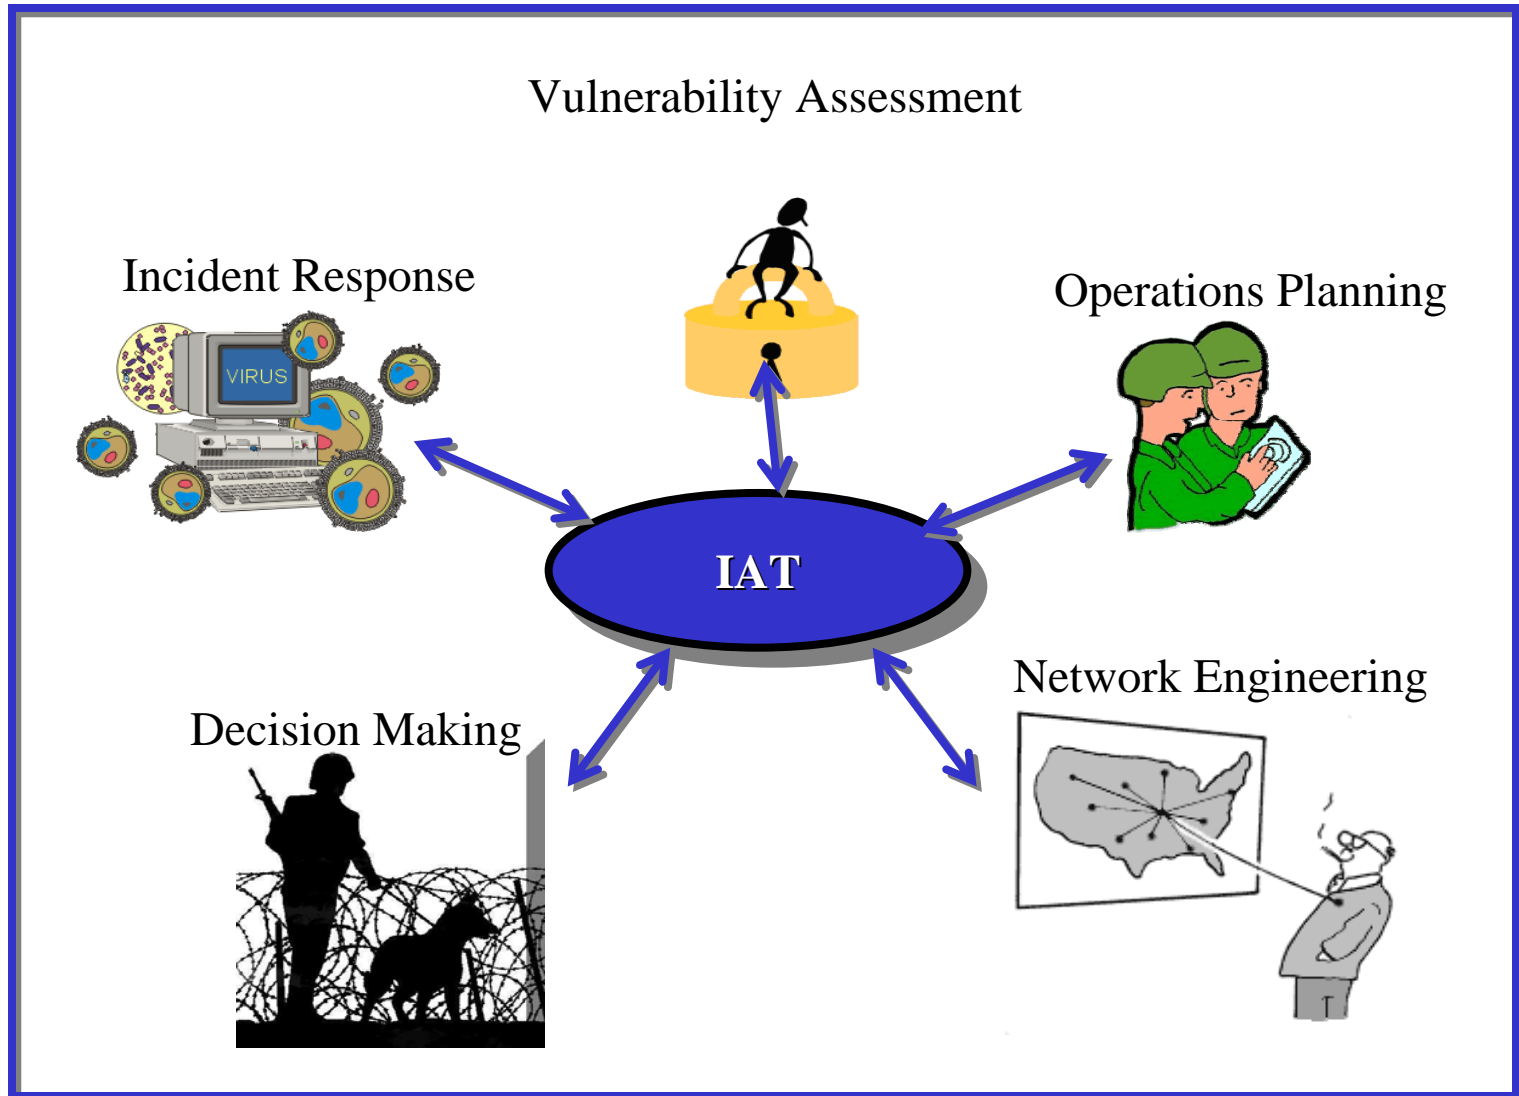 Vulnerability Assessment
Incident Response
Operations Planning
VIRUS
IAT
Network Engineering
Decision Making